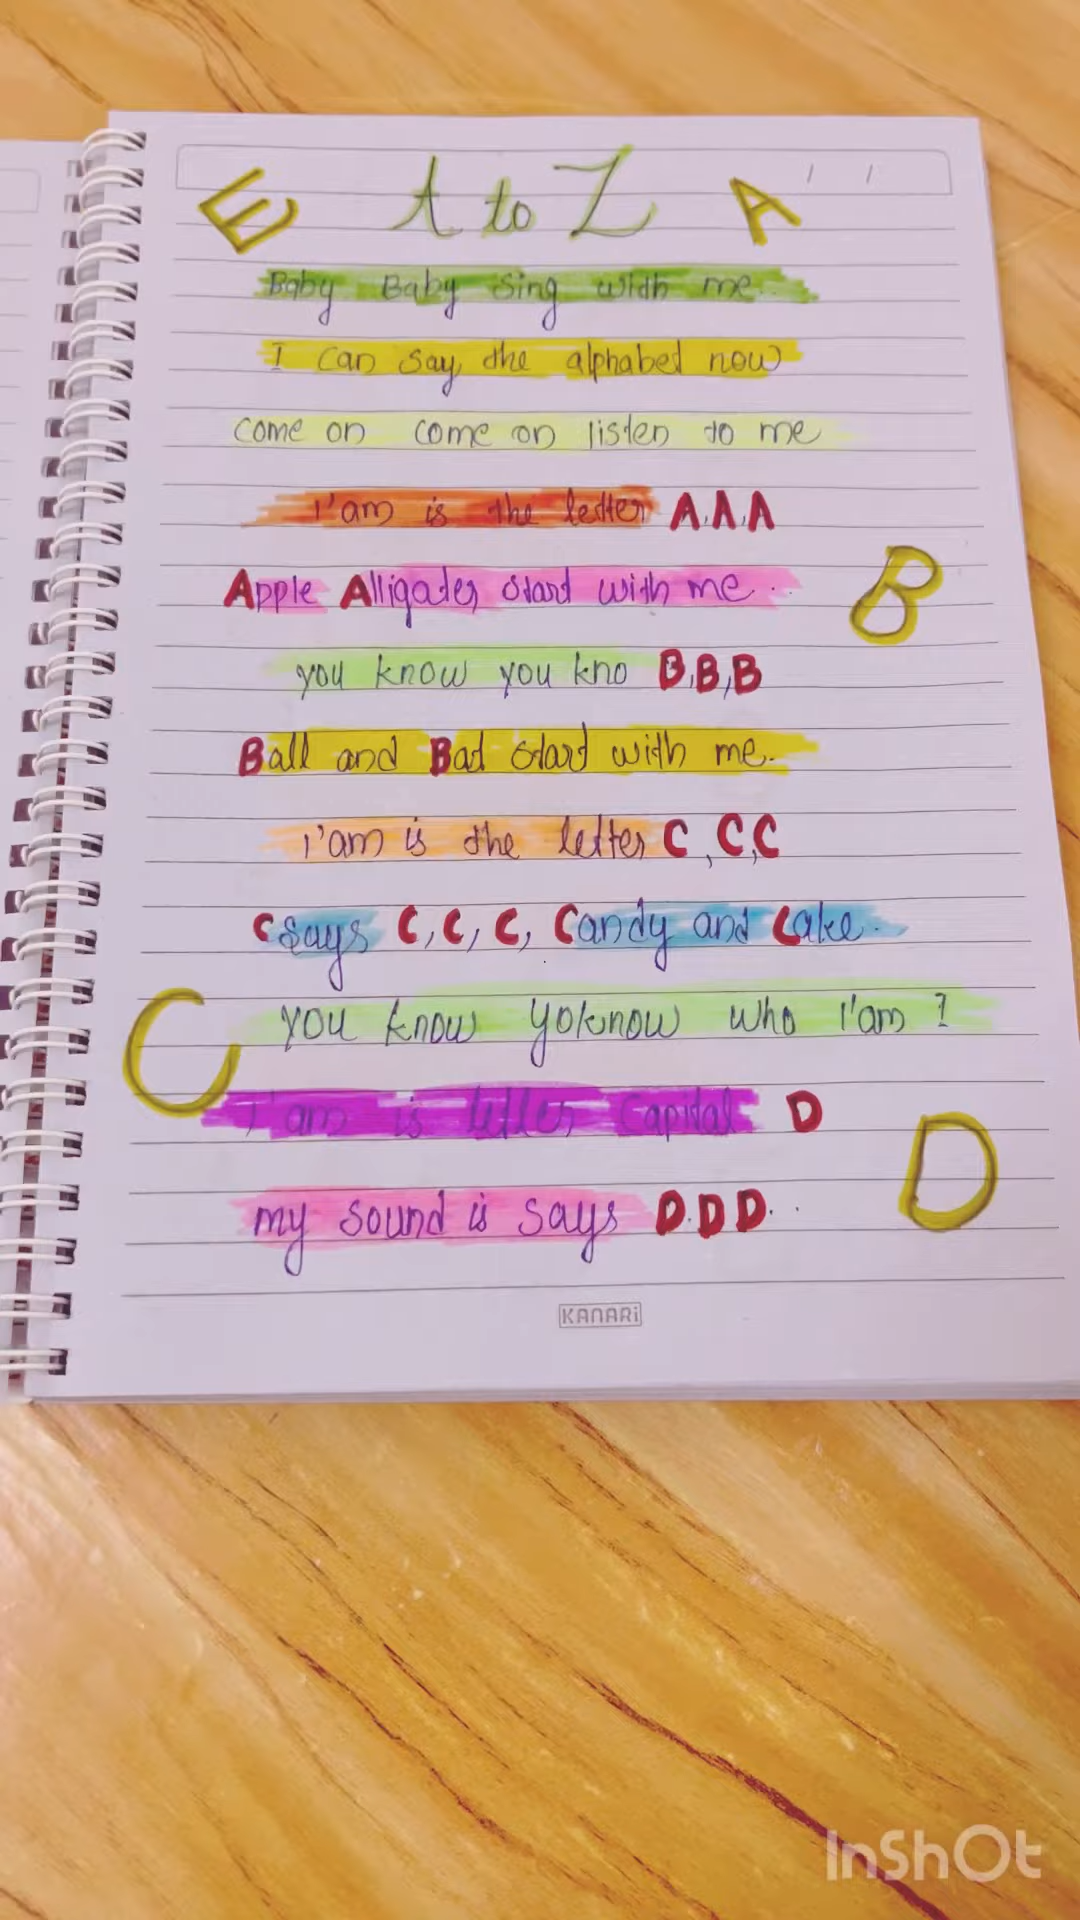 E A to Z A
Baby Baby Sing with me..
I can say, the alphabet now
come on come on listen to me
I'am is the letter A,A,A
Apple Alligates start with me..
you know you kno B,B,B
Ball and Bat start with me.
I'am is the letter C,C,C
C says C, C, C, Candy and Cake.
B
you know yoknow who I'am ?
C
I'am is letter Capital D
my sound is says D.D.D...
D
KANARi
InShOt